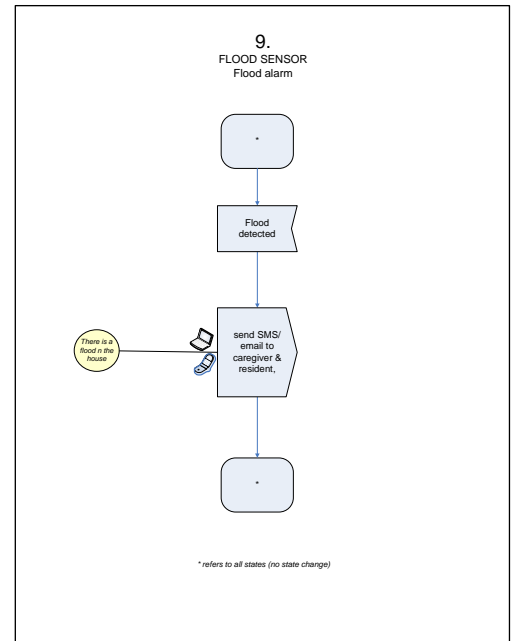 9.
FLOOD SENSOR
Flood alarm
*
Flood
detected
There is a
flood n the
house
send SMS/
email to
caregiver &
resident,
*
* refers to all states (no state change)